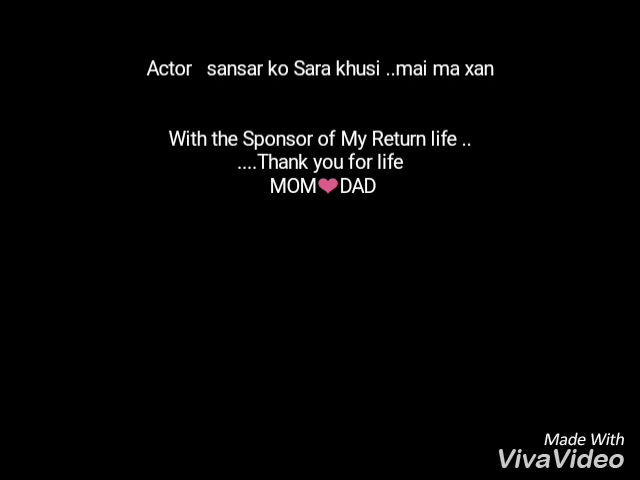 Actor sansar ko Sara khusi ..mai ma xan
With the Sponsor of My Return life ..
....Thank you for life
MOM❤DAD
Made With
VivaVideo